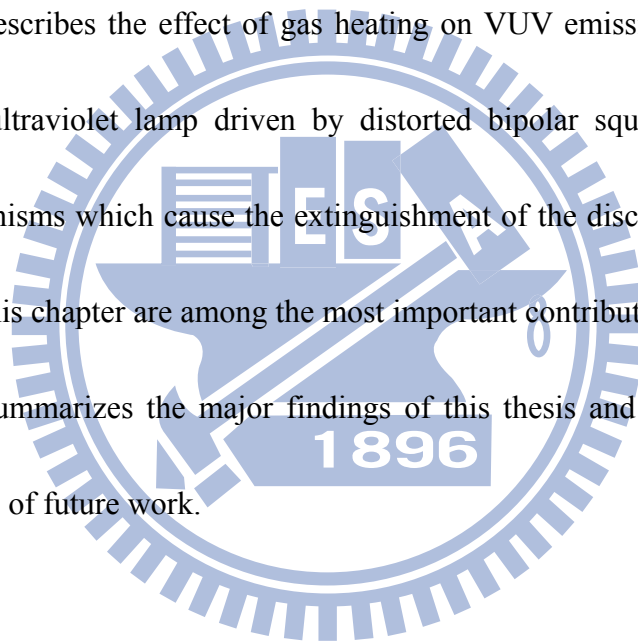 escribes the effect of gas heating on VUV emiss
ultraviolet lamp driven by distorted bipolar squ
nisms which cause the extinguishment of the disc
E S A
is chapter are among the most important contribut
ummarizes the major findings of this thesis and
1896
of future work.